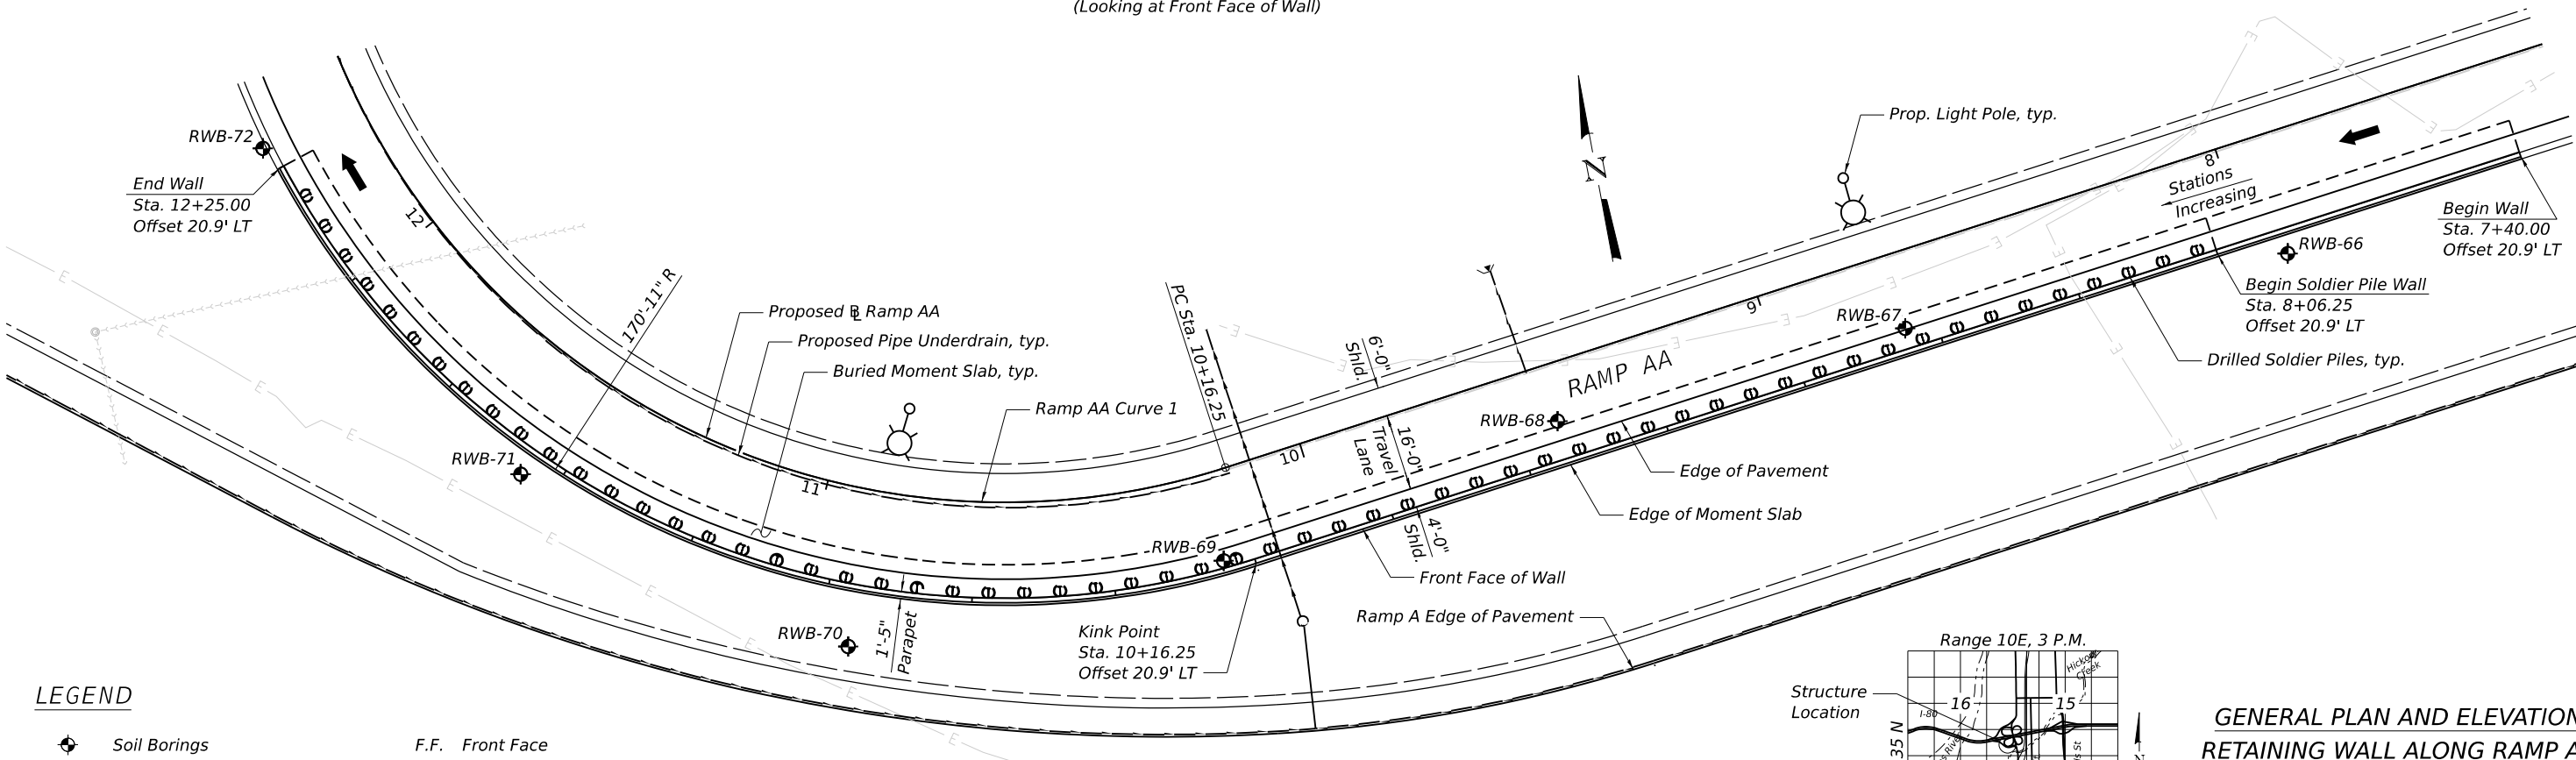 (Looking at Front Face of Wall)
RWB-72
End Wall
Sta. 12+25.00
Offset 20.9' LT
12
170'-11" R
Proposed BL Ramp AA
Proposed Pipe Underdrain, typ.
Buried Moment Slab, typ.
Ramp AA Curve 1
11
RWB-71
PC Sta. 10+16.25
10
6'-0"
Shld.
16'-0"
Travel
Lane
4'-0"
Shld.
N
RAMP AA
9
Prop. Light Pole, typ.
8
Stations
Increasing
Begin Wall
Sta. 7+40.00
Offset 20.9' LT
RWB-66
Begin Soldier Pile Wall
Sta. 8+06.25
Offset 20.9' LT
Drilled Soldier Piles, typ.
RWB-67
RWB-68
Edge of Pavement
Edge of Moment Slab
Front Face of Wall
Ramp A Edge of Pavement
RWB-69
Kink Point
Sta. 10+16.25
Offset 20.9' LT
RWB-70
1'-5"
Parapet
LEGEND
Soil Borings
F.F. Front Face
Range 10E, 3 P.M.
Hickory
Creek
Structure
Location
16
15
I-80
35 N
River
St
N
GENERAL PLAN AND ELEVATION
RETAINING WALL ALONG RAMP A